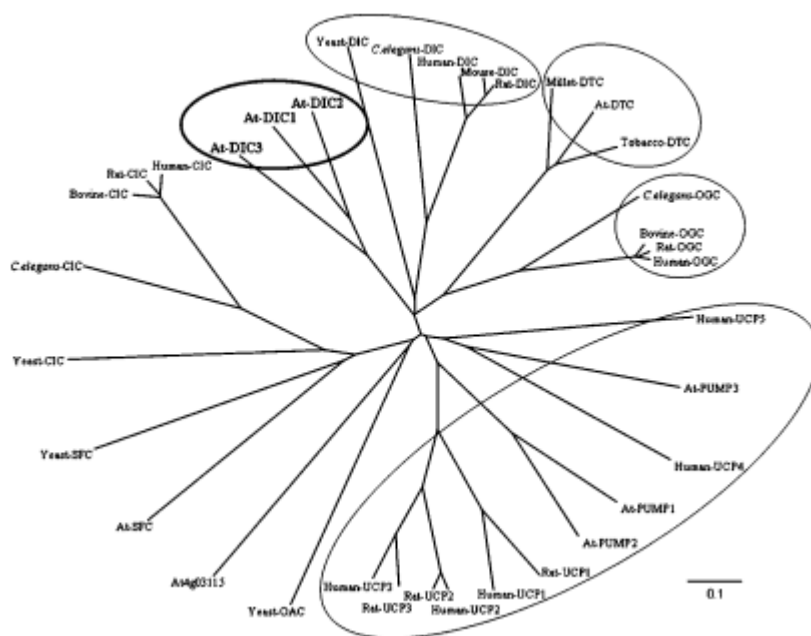 Yeast-DIC
C.elegans-DIC
Human-DIC
Mouse-DIC
Rat-DIC
Millet-DTC
At-DTC
Tobacco-DTC
At-DIC2
At-DIC1
At-DIC3
Human-CIC
Rat-CIC
Bovine-CIC
C.elegans-OGC
Bovine-OGC
Rat-OGC
Human-OGC
C.elegans-CIC
Human-UCP5
Yeast-CIC
At-PUMP3
Yeast-SFC
Human-UCP4
At-SFC
At-PUMP1
At-PUMP2
At4g03115
Yeast-OAC
Human-UCP3
Rat-UCP3
Rat-UCP2
Human-UCP2
Human-UCP1
Rat-UCP1
0.1